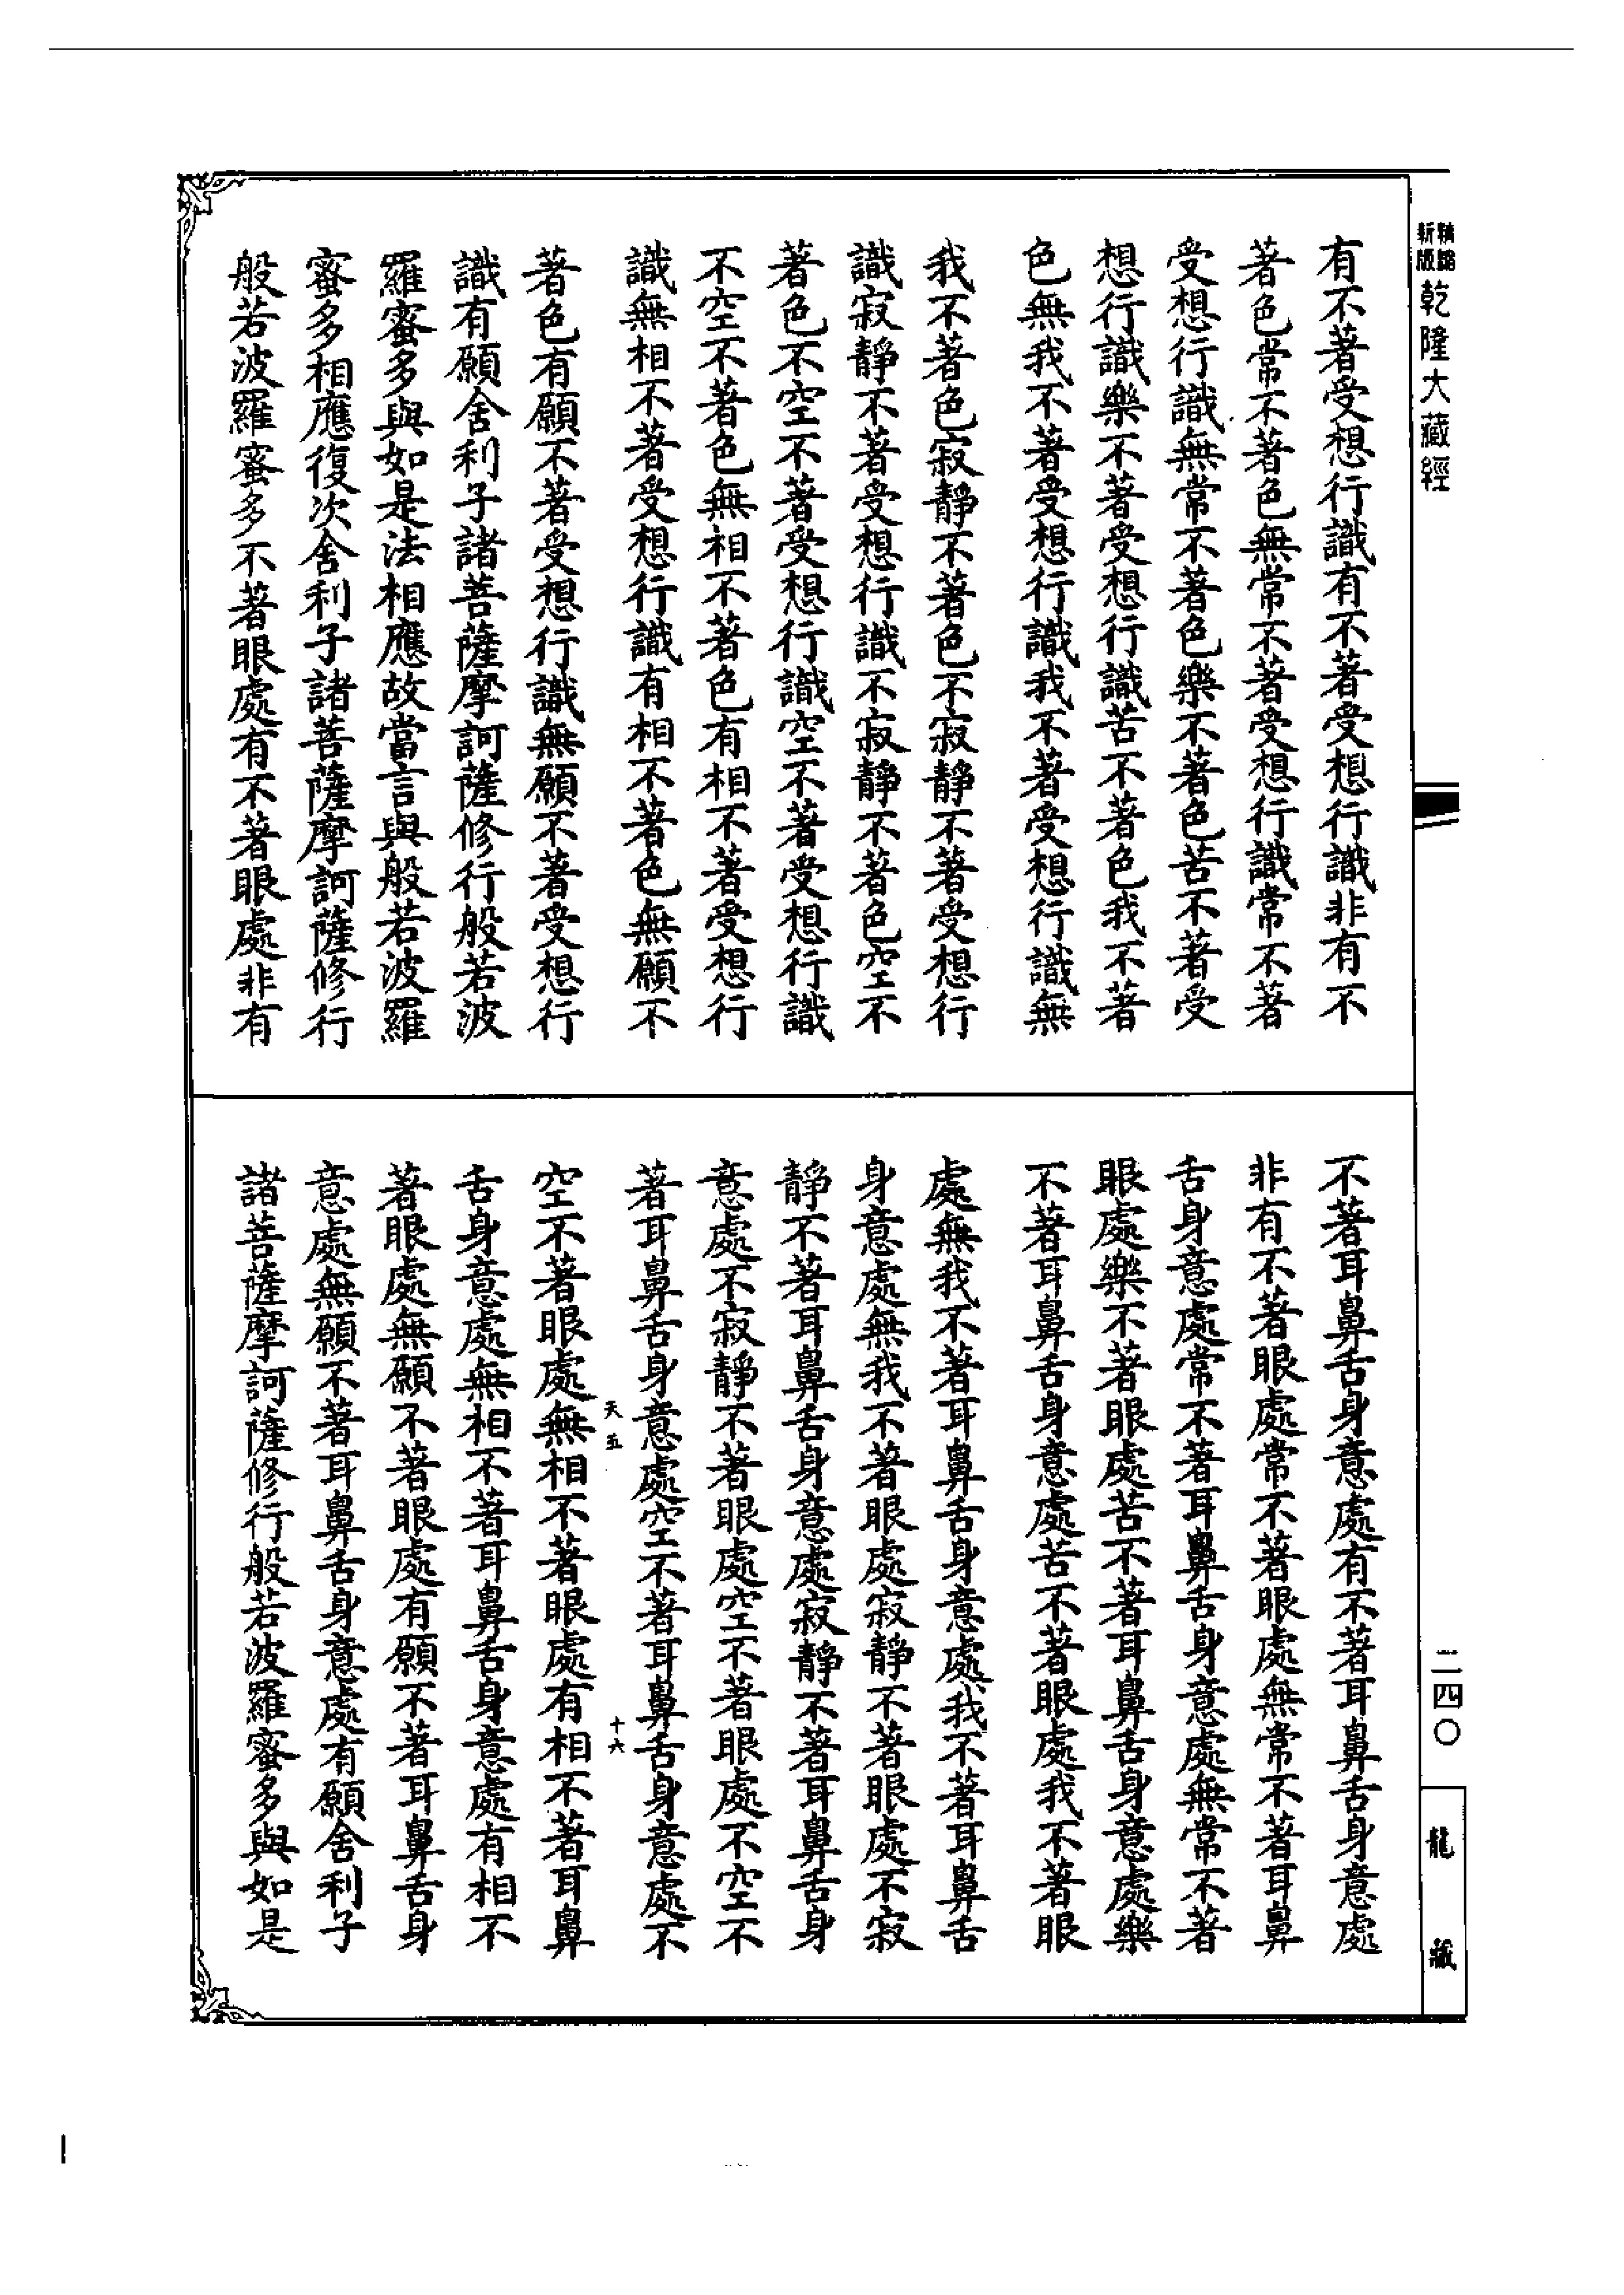 新版
精縮
乾隆大藏經
有不著受想行識有不著受想行識非有不
著色常不著色無常不著受想行識常不著
受想行識無常不著色樂不著色苦不著受
想行識樂不著受想行識苦不著色我不著
色無我不著受想行識我不著受想行識無
我不著色寂靜不著色不寂靜不著受想行
識寂靜不著受想行識不寂靜不著色空不
著色不空不著受想行識空不著受想行識
不空不著色無相不著色有相不著受想行
識無相不著受想行識有相不著色無願不
著色有願不著受想行識無願不著受想行
識有願舍利子諸菩薩摩訶薩修行般若波
羅蜜多與如是法相應故當言與般若波羅
蜜多相應復次舍利子諸菩薩摩訶薩修行
般若波羅蜜多不著眼處有不著眼處非有
不著耳鼻舌身意處有不著耳鼻舌身意處
非有不著眼處常不著眼處無常不著耳鼻
舌身意處常不著耳鼻舌身意處無常不著
眼處樂不著眼處苦不著耳鼻舌身意處樂
不著耳鼻舌身意處苦不著眼處我不著眼
處無我不著耳鼻舌身意處我不著耳鼻舌
身意處無我不著眼處寂靜不著眼處不寂
靜不著耳鼻舌身意處寂靜不著耳鼻舌身
意處不寂靜不著眼處空不著眼處不空不
著耳鼻舌身意處空不著耳鼻舌身意處不
天五
十六
空不著眼處無相不著眼處有相不著耳鼻
舌身意處無相不著耳鼻舌身意處有相不
著眼處無願不著眼處有願不著耳鼻舌身
意處無願不著耳鼻舌身意處有願舍利子
諸菩薩摩訶薩修行般若波羅蜜多與如是
二四〇
龍藏